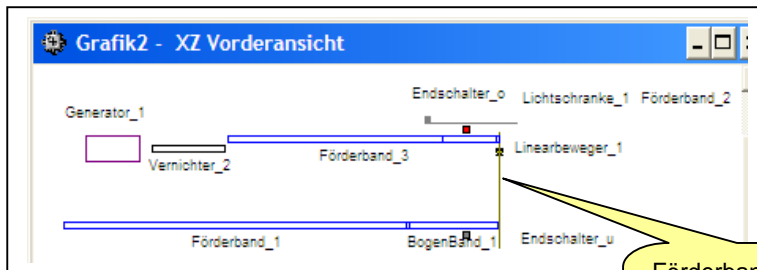 Grafik2 - XZ Vorderansicht
Endschalter_o Lichtschranke_1 Förderband_2
Generator_1
Förderband_3 Linearbeweger_1
Vernichter_2
Förderband_1 BogenBand_1 Endschalter_u